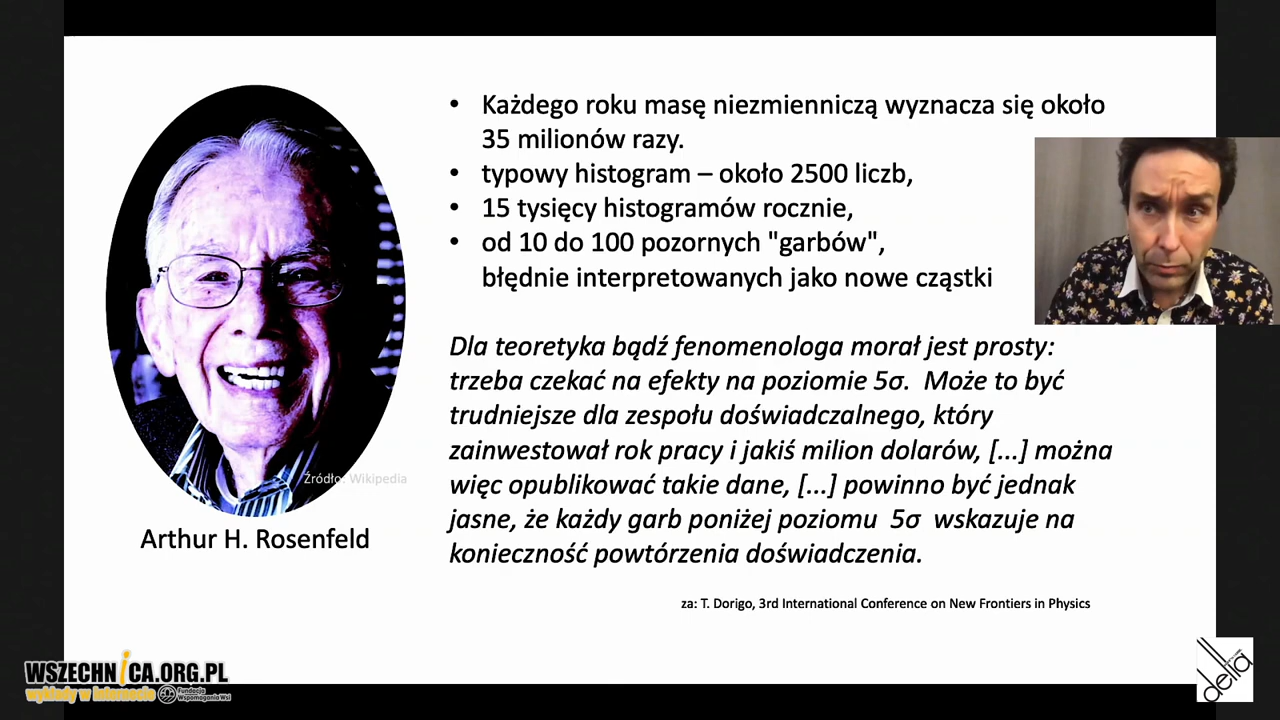 • Każdego roku masę niezmienniczą wyznacza się około
35 milionów razy.
• typowy histogram – około 2500 liczb,
• 15 tysięcy histogramów rocznie,
• od 10 do 100 pozornych "garbów",
błędnie interpretowanych jako nowe cząstki
Dla teoretyka bądź fenomenologa morał jest prosty:
trzeba czekać na efekty na poziomie 5σ. Może to być
trudniejsze dla zespołu doświadczalnego, który
zainwestował rok pracy i jakiś milion dolarów, [...] można
więc opublikować takie dane, [...] powinno być jednak
jasne, że każdy garb poniżej poziomu 5σ wskazuje na
konieczność powtórzenia doświadczenia.
za: T. Dorigo, 3rd International Conference on New Frontiers in Physics
Źródło: Wikipedia
Arthur H. Rosenfeld
WSZECHNICA.ORG.PL
wykłady w internecie
Fundacja
Wspomagania Wsi
delta